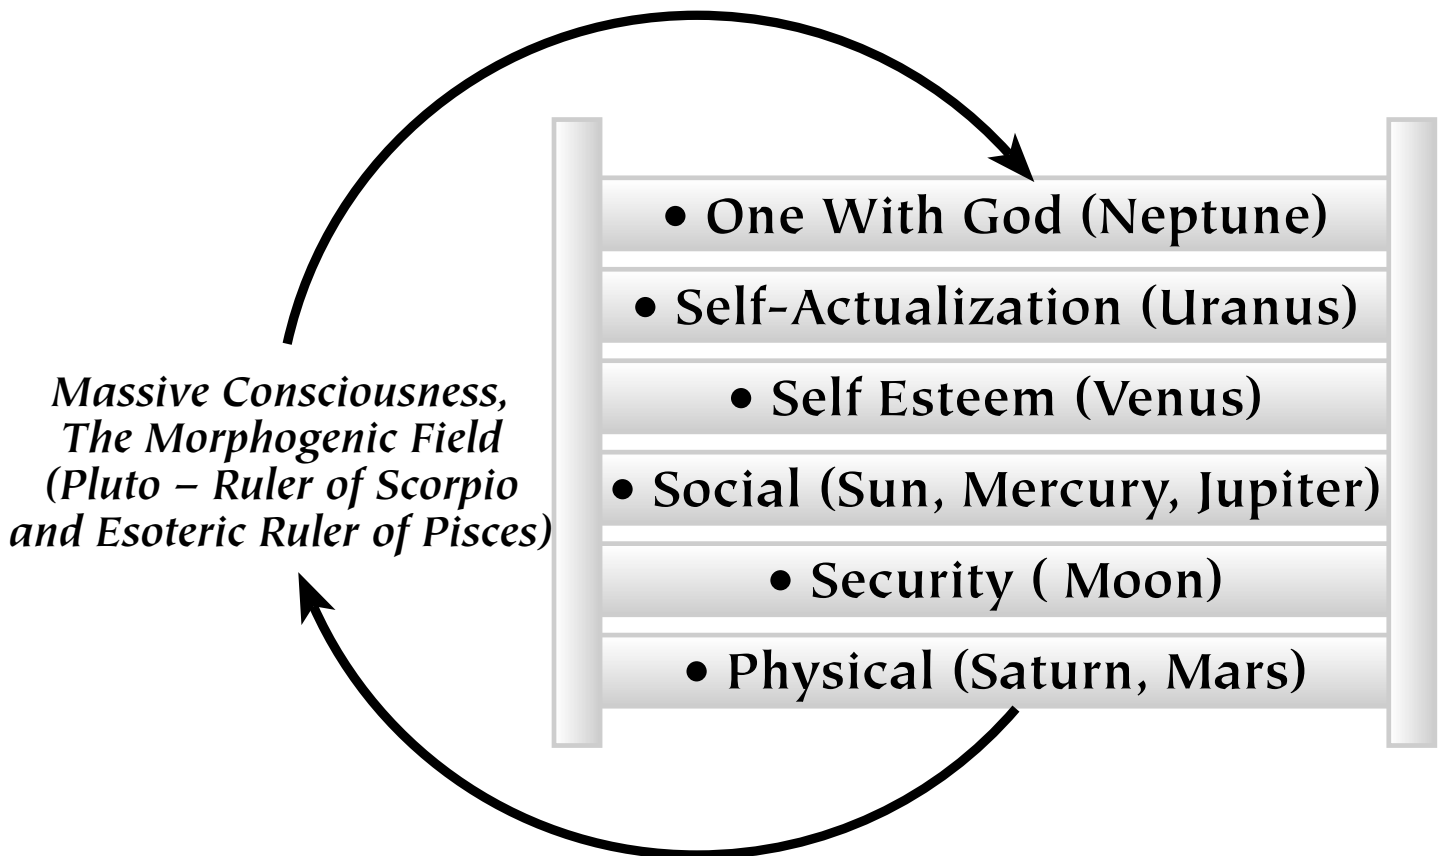 • One With God (Neptune)
• Self-Actualization (Uranus)
• Self Esteem (Venus)
Massive Consciousness,
The Morphogenic Field
(Pluto – Ruler of Scorpio
and Esoteric Ruler of Pisces)
• Social (Sun, Mercury, Jupiter)
• Security ( Moon)
• Physical (Saturn, Mars)